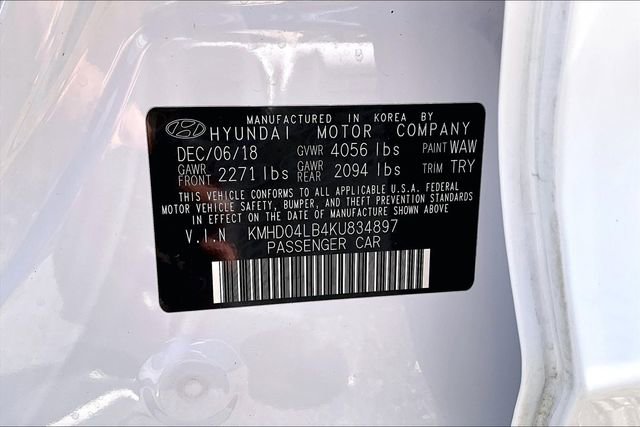 MANUFACTURED IN KOREA BY
HYUNDAI MOTOR COMPANY
DEC/06/18 GVWR 4056 lbs PAINT WAW
GAWR FRONT 2271 lbs GAWR REAR 2094 lbs TRIM TRY
THIS VEHICLE CONFORMS TO ALL APPLICABLE U.S.A. FEDERAL
MOTOR VEHICLE SAFETY, BUMPER, AND THEFT PREVENTION STANDARDS
IN EFFECT ON THE DATE OF MANUFACTURE SHOWN ABOVE
V.I.N KMHD04LB4KU834897
PASSENGER CAR